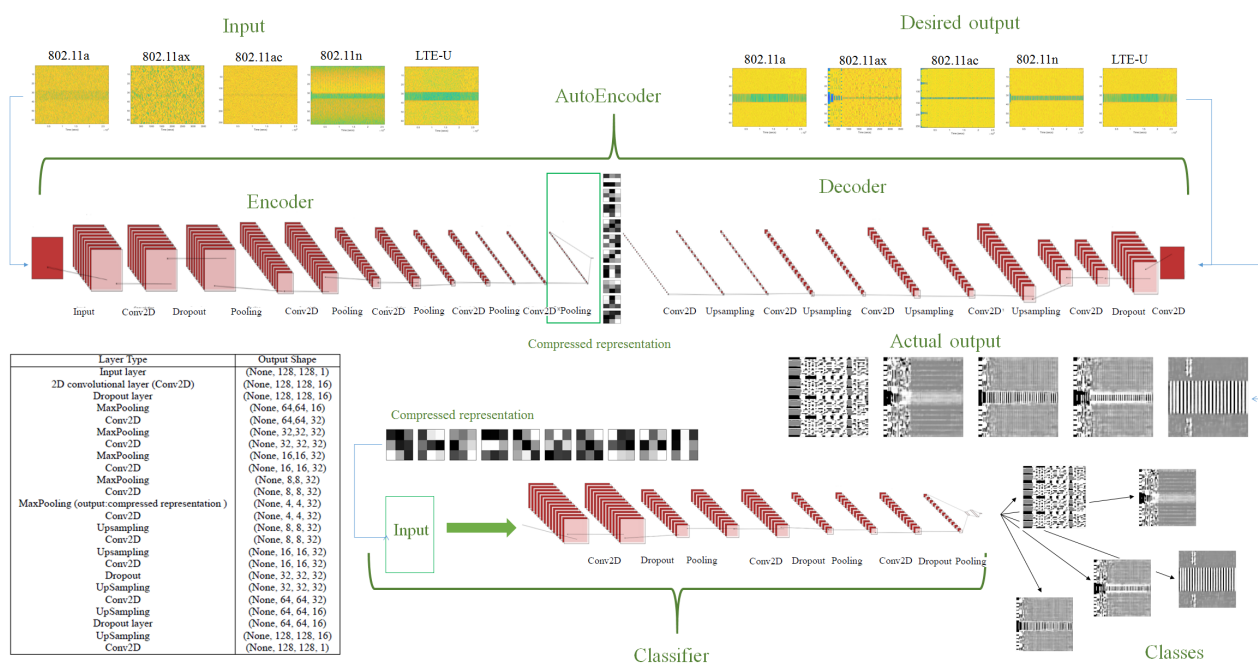 Input
Desired output
802.11a 802.11ax 802.11ac 802.11n LTE-U
802.11a 802.11ax 802.11ac 802.11n LTE-U
AutoEncoder
Encoder
Decoder
Input Conv2D Dropout Pooling Conv2D Pooling Conv2D Pooling Conv2D Pooling Conv2D Pooling
Conv2D Upsampling Conv2D Upsampling Conv2D Upsampling Conv2D Upsampling Conv2D Dropout Conv2D
Compressed representation
Actual output
Layer Type Output Shape
Input layer (None, 128, 128, 1)
2D convolutional layer (Conv2D) (None, 128, 128, 16)
Dropout layer (None, 128, 128, 16)
MaxPooling (None, 64,64, 16)
Conv2D (None, 64,64, 32)
MaxPooling (None, 32,32, 32)
Conv2D (None, 32, 32, 32)
MaxPooling (None, 16,16, 32)
Conv2D (None, 16, 16, 32)
MaxPooling (None, 8,8, 32)
Conv2D (None, 8, 8, 32)
MaxPooling (output:compressed representation ) (None, 4, 4, 32)
Conv2D (None, 4, 4, 32)
Upsampling (None, 8, 8, 32)
Conv2D (None, 8, 8, 32)
Upsampling (None, 16, 16, 32)
Conv2D (None, 16, 16, 32)
Dropout (None, 32, 32, 32)
UpSampling (None, 32, 32, 32)
Conv2D (None, 64, 64, 32)
UpSampling (None, 64, 64, 16)
Dropout layer (None, 64, 64, 16)
UpSampling (None, 128, 128, 16)
Conv2D (None, 128, 128, 1)
Compressed representation
Input
Conv2D Dropout Pooling Conv2D Dropout Pooling Conv2D Dropout Pooling
Classifier
Classes